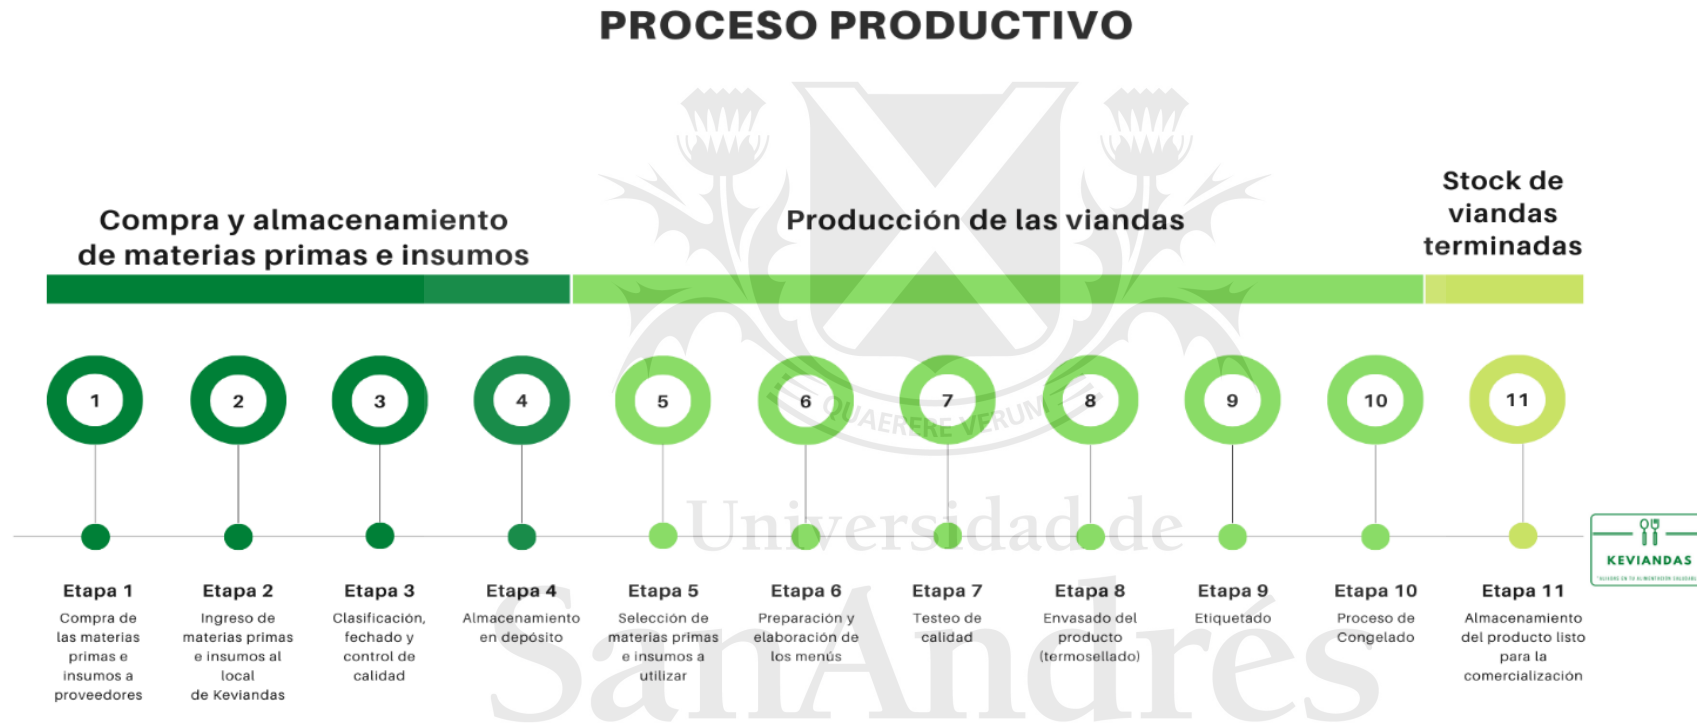 PROCESO PRODUCTIVO
Compra y almacenamiento
de materias primas e insumos
Producción de las viandas
Stock de
viandas
terminadas
1
2
3
4
5
6
7
8
9
10
11
QUAERERE VERUM
Universidad de
SanAndrés
KEVIANDAS
Etapa 1
Compra de
las materias
primas e
insumos a
proveedores
Etapa 2
Ingreso de
materias primas
e insumos al
local
de Keviandas
Etapa 3
Clasificación,
fechado y
control de
calidad
Etapa 4
Almacenamiento
en depósito
Etapa 5
Selección de
materias primas
e insumos a
utilizar
Etapa 6
Preparación y
elaboración de
los menús
Etapa 7
Testeo de
calidad
Etapa 8
Envasado del
producto
(termosellado)
Etapa 9
Etiquetado
Etapa 10
Proceso de
Congelado
Etapa 11
Almacenamiento
del producto listo
para la
comercialización